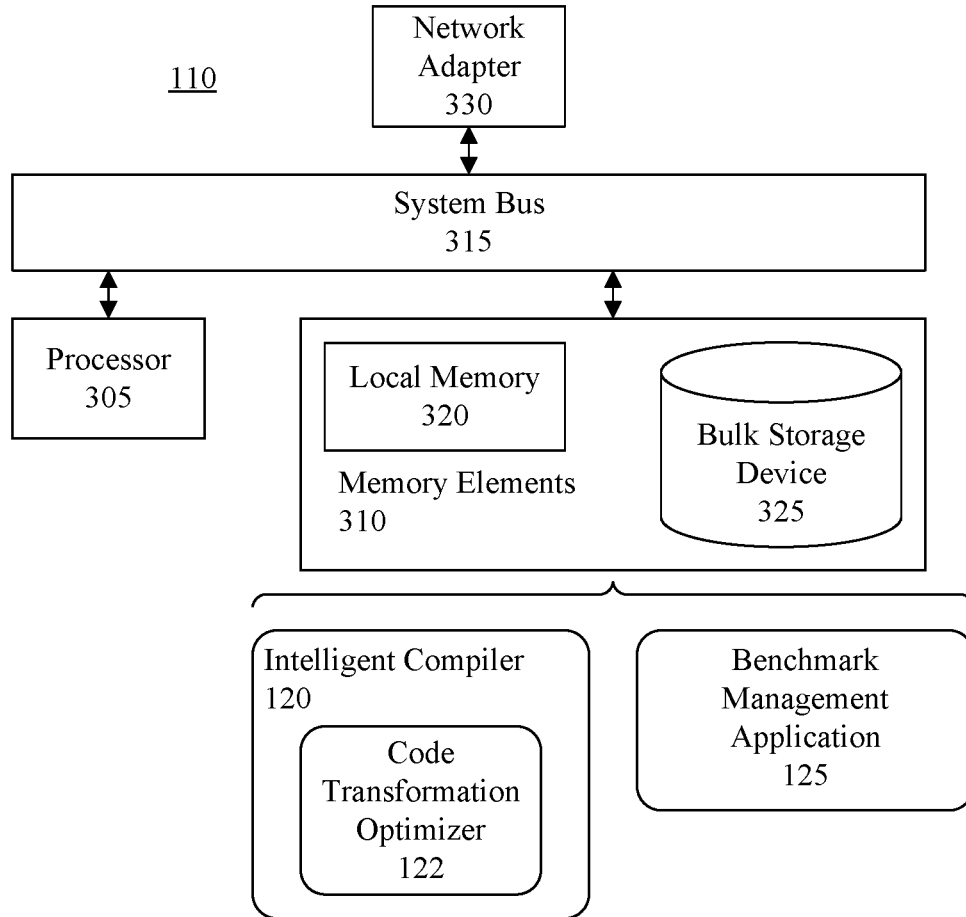 Network
Adapter
330
110
System Bus
315
Processor
305
Local Memory
320
Memory Elements
310
Bulk Storage
Device
325
Intelligent Compiler
120
Code
Transformation
Optimizer
122
Benchmark
Management
Application
125